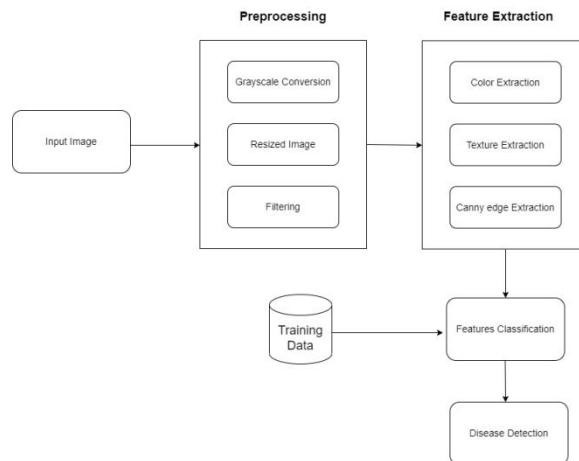 Preprocessing
Feature Extraction
Grayscale Conversion
Color Extraction
Input Image
Resized Image
Texture Extraction
Filtering
Canny edge Extraction
Training
Data
Features Classification
Disease Detection